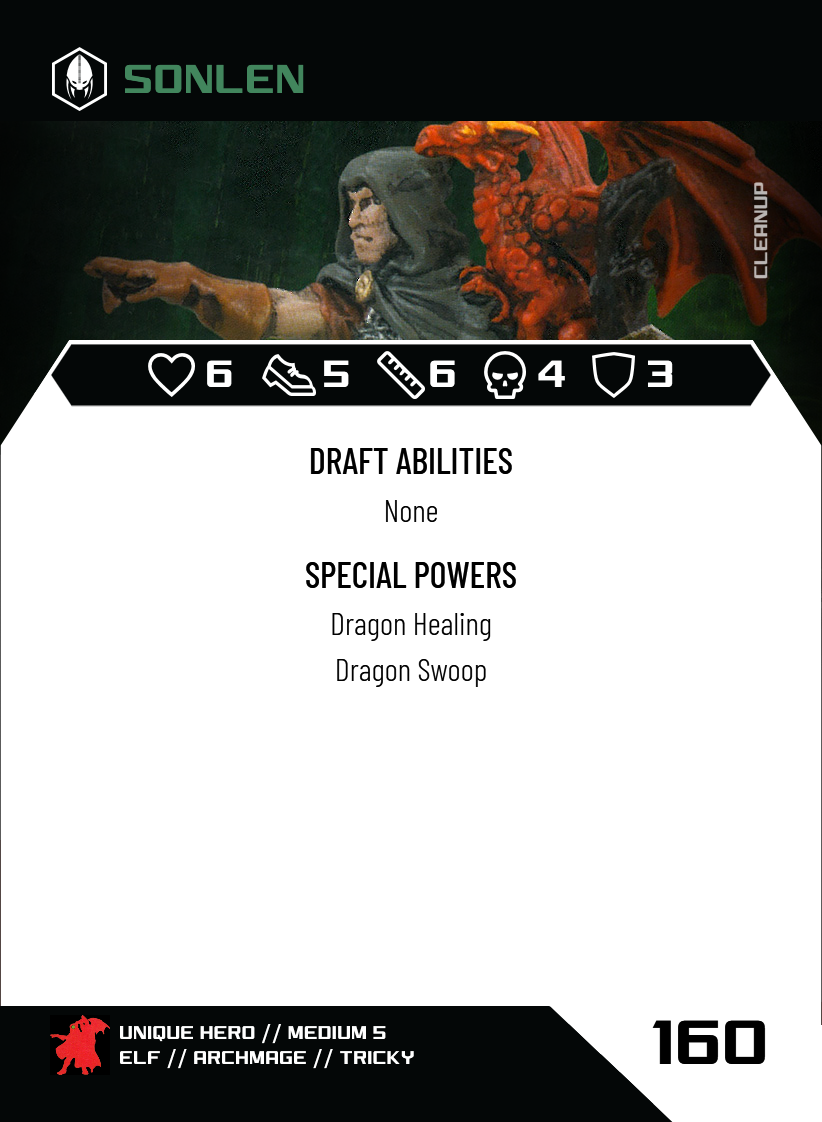 SONLEN
CLEANUP
6 5 6 4 3
DRAFT ABILITIES
None
SPECIAL POWERS
Dragon Healing
Dragon Swoop
UNIQUE HERO // MEDIUM 5
ELF // ARCHMAGE // TRICKY
160